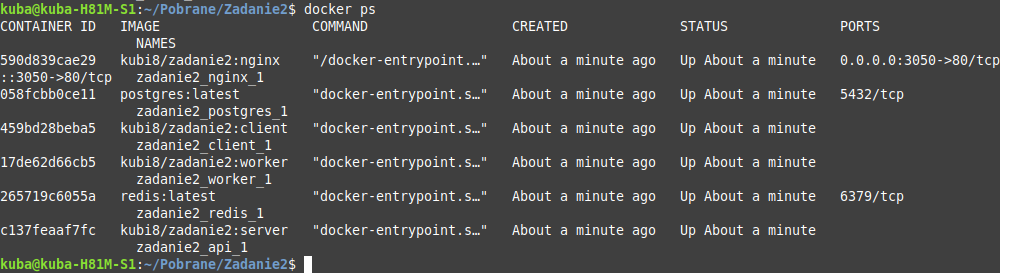 kuba@kuba-H81M-S1:~/Pobrane/Zadanie2$ docker ps
CONTAINER ID   IMAGE                   COMMAND                  CREATED              STATUS              PORTS
                 NAMES
590d839cae29   kubi8/zadanie2:nginx    "/docker-entrypoint.…"   About a minute ago   Up About a minute   0.0.0.0:3050->80/tcp
::3050->80/tcp   zadanie2_nginx_1
058fcbb0ce11   postgres:latest         "docker-entrypoint.s…"   About a minute ago   Up About a minute   5432/tcp
                 zadanie2_postgres_1
459bd28beba5   kubi8/zadanie2:client   "docker-entrypoint.s…"   About a minute ago   Up About a minute
                 zadanie2_client_1
17de62d66cb5   kubi8/zadanie2:worker   "docker-entrypoint.s…"   About a minute ago   Up About a minute
                 zadanie2_worker_1
265719c6055a   redis:latest            "docker-entrypoint.s…"   About a minute ago   Up About a minute   6379/tcp
                 zadanie2_redis_1
c137feaaf7fc   kubi8/zadanie2:server   "docker-entrypoint.s…"   About a minute ago   Up About a minute
                 zadanie2_api_1
kuba@kuba-H81M-S1:~/Pobrane/Zadanie2$